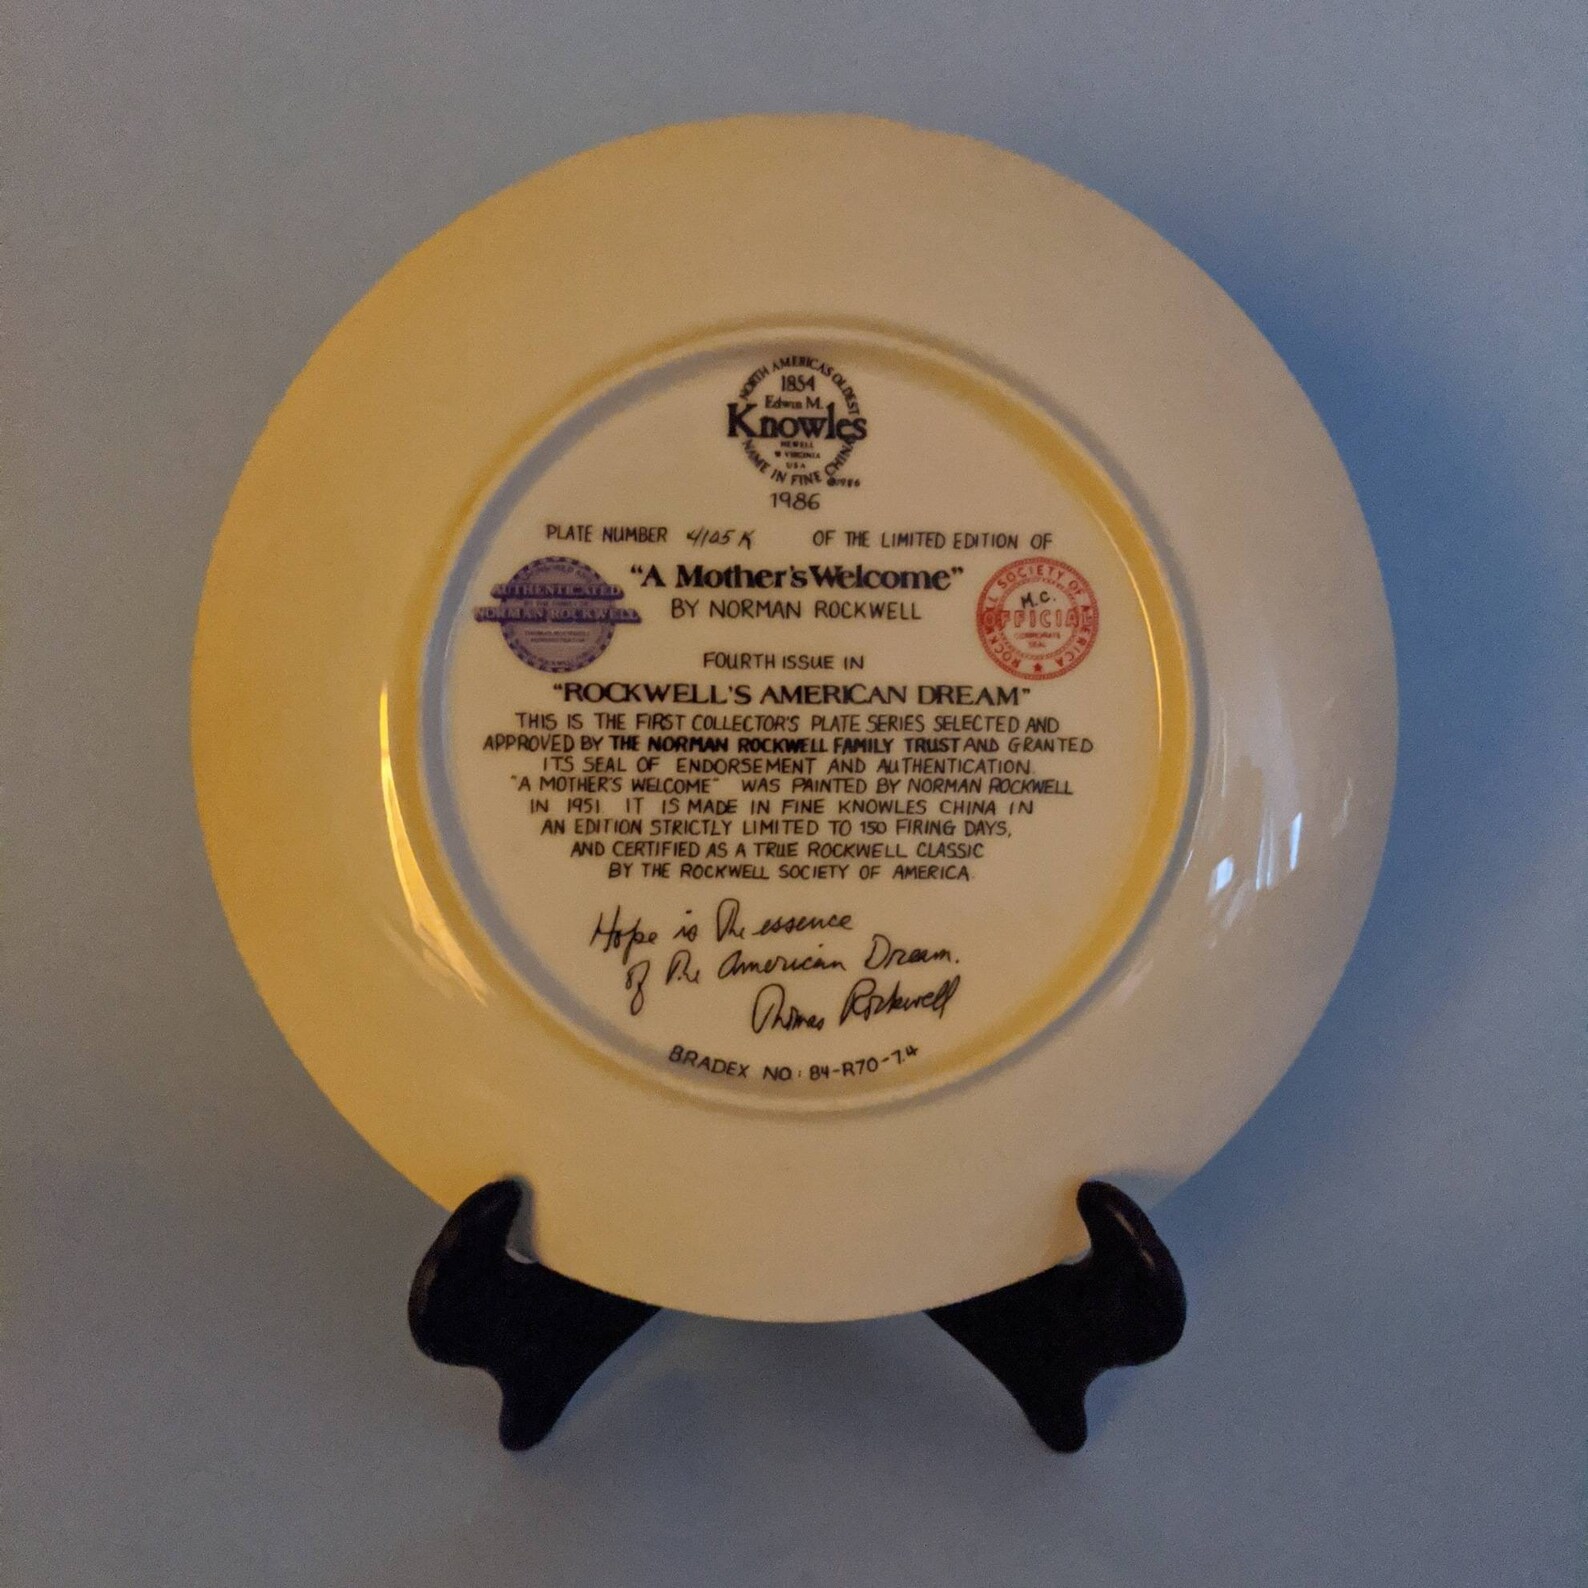 NORTH AMERICA'S OLDEST
1854
Edwin M.
Knowles
NEWELL
W VIRGINIA
USA
NAME IN FINE CHINA
©1986
1986
PLATE NUMBER 4105K OF THE LIMITED EDITION OF
"A Mother's Welcome"
BY NORMAN ROCKWELL
AUTHENTICATED
NORMAN ROCKWELL
ROCKWELL SOCIETY OF AMERICA
M.C.
OFFICIAL
CORPORATE
SEAL
FOURTH ISSUE IN
"ROCKWELL'S AMERICAN DREAM"
THIS IS THE FIRST COLLECTOR'S PLATE SERIES SELECTED AND
APPROVED BY THE NORMAN ROCKWELL FAMILY TRUST AND GRANTED
ITS SEAL OF ENDORSEMENT AND AUTHENTICATION.
"A MOTHER'S WELCOME" WAS PAINTED BY NORMAN ROCKWELL
IN 1951. IT IS MADE IN FINE KNOWLES CHINA IN
AN EDITION STRICTLY LIMITED TO 150 FIRING DAYS,
AND CERTIFIED AS A TRUE ROCKWELL CLASSIC
BY THE ROCKWELL SOCIETY OF AMERICA.
Hope is the essence
of the American Dream.
Thomas Rockwell
BRADEX NO: 84-R70-7.4